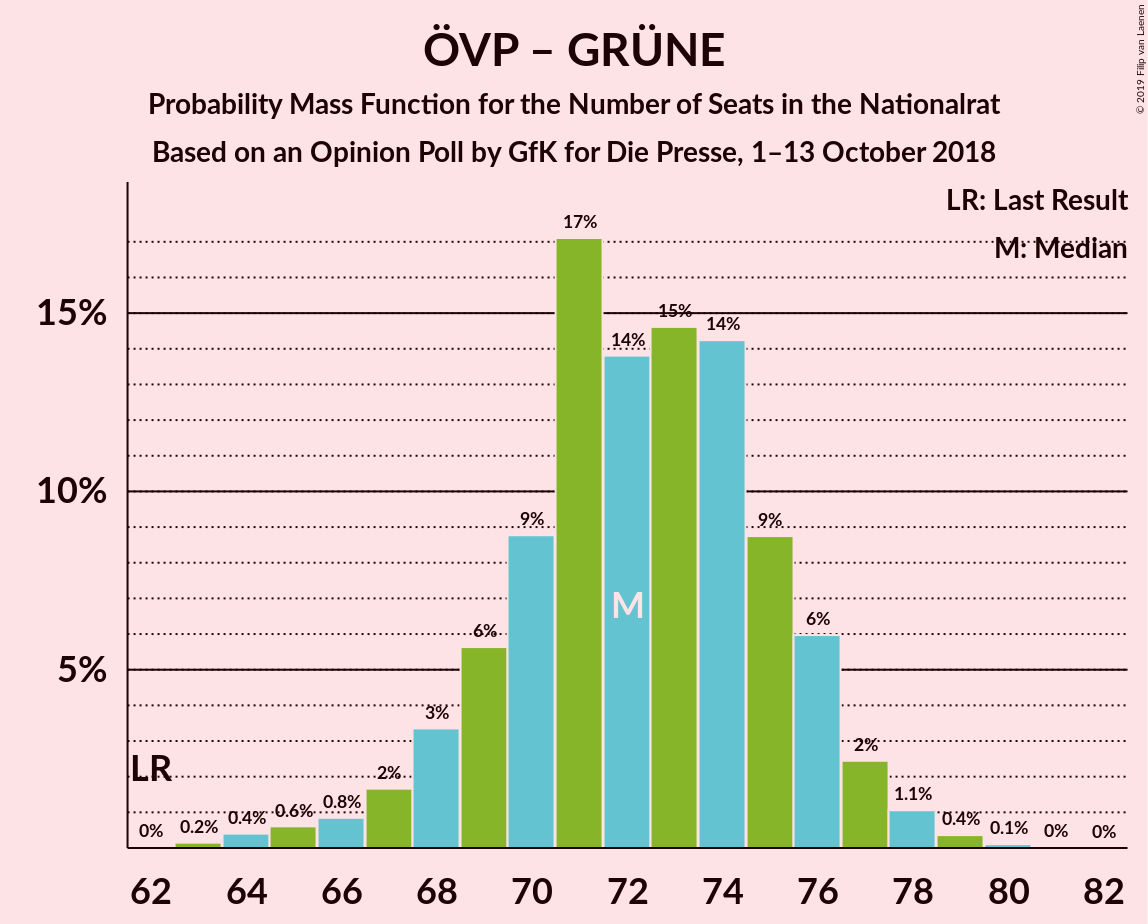 ÖVP – GRÜNE
Probability Mass Function for the Number of Seats in the Nationalrat
Based on an Opinion Poll by GfK for Die Presse, 1–13 October 2018
© 2019 Filip van Laenen
LR: Last Result
M: Median
15%
10%
5%
LR
M
0%
0.2%
0.4%
0.6%
0.8%
2%
3%
6%
9%
17%
14%
15%
14%
9%
6%
2%
1.1%
0.4%
0.1%
0%
0%
62 64 66 68 70 72 74 76 78 80 82